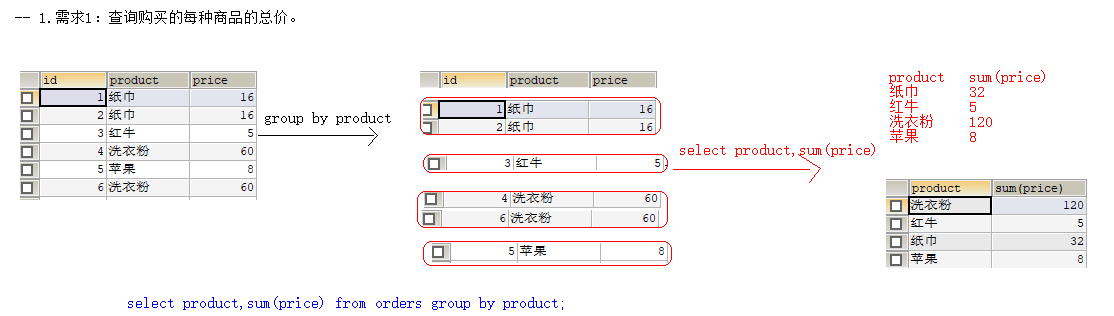 -- 1.需求1：查询购买的每种商品的总价。
id product price
1 纸巾 16
2 纸巾 16
3 红牛 5
4 洗衣粉 60
5 苹果 8
6 洗衣粉 60
group by product
id product price
1 纸巾 16
2 纸巾 16
3 红牛 5
4 洗衣粉 60
6 洗衣粉 60
5 苹果 8
select product,sum(price)
product sum(price)
纸巾 32
红牛 5
洗衣粉 120
苹果 8
product sum(price)
洗衣粉 120
红牛 5
纸巾 32
苹果 8
select product,sum(price) from orders group by product;